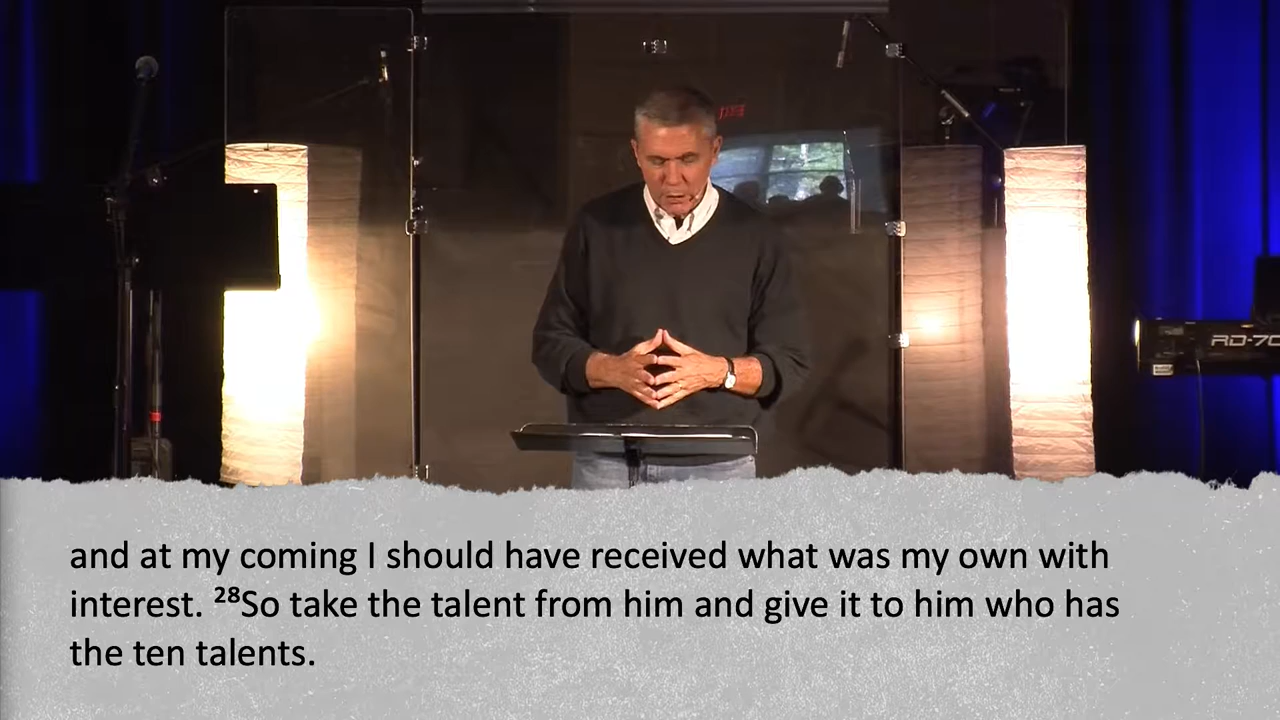 RD-70
and at my coming I should have received what was my own with
interest. ²⁸So take the talent from him and give it to him who has
the ten talents.